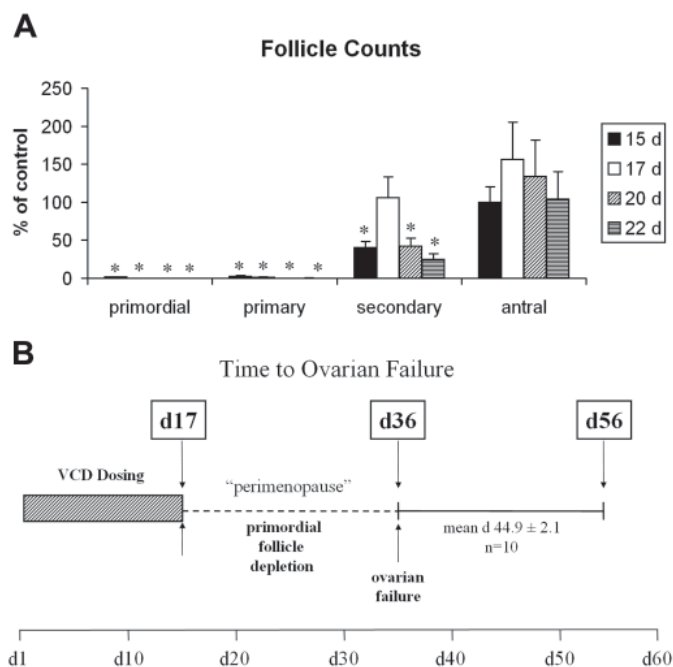 A
Follicle Counts
250
200
150
100
50
0
% of control
* * * *
* * * *
* * *
primordial primary secondary antral
15 d
17 d
20 d
22 d
B
Time to Ovarian Failure
d17 d36 d56
VCD Dosing
"perimenopause"
primordial
follicle
depletion
mean d 44.9 ± 2.1
n=10
ovarian
failure
d1 d10 d20 d30 d40 d50 d60